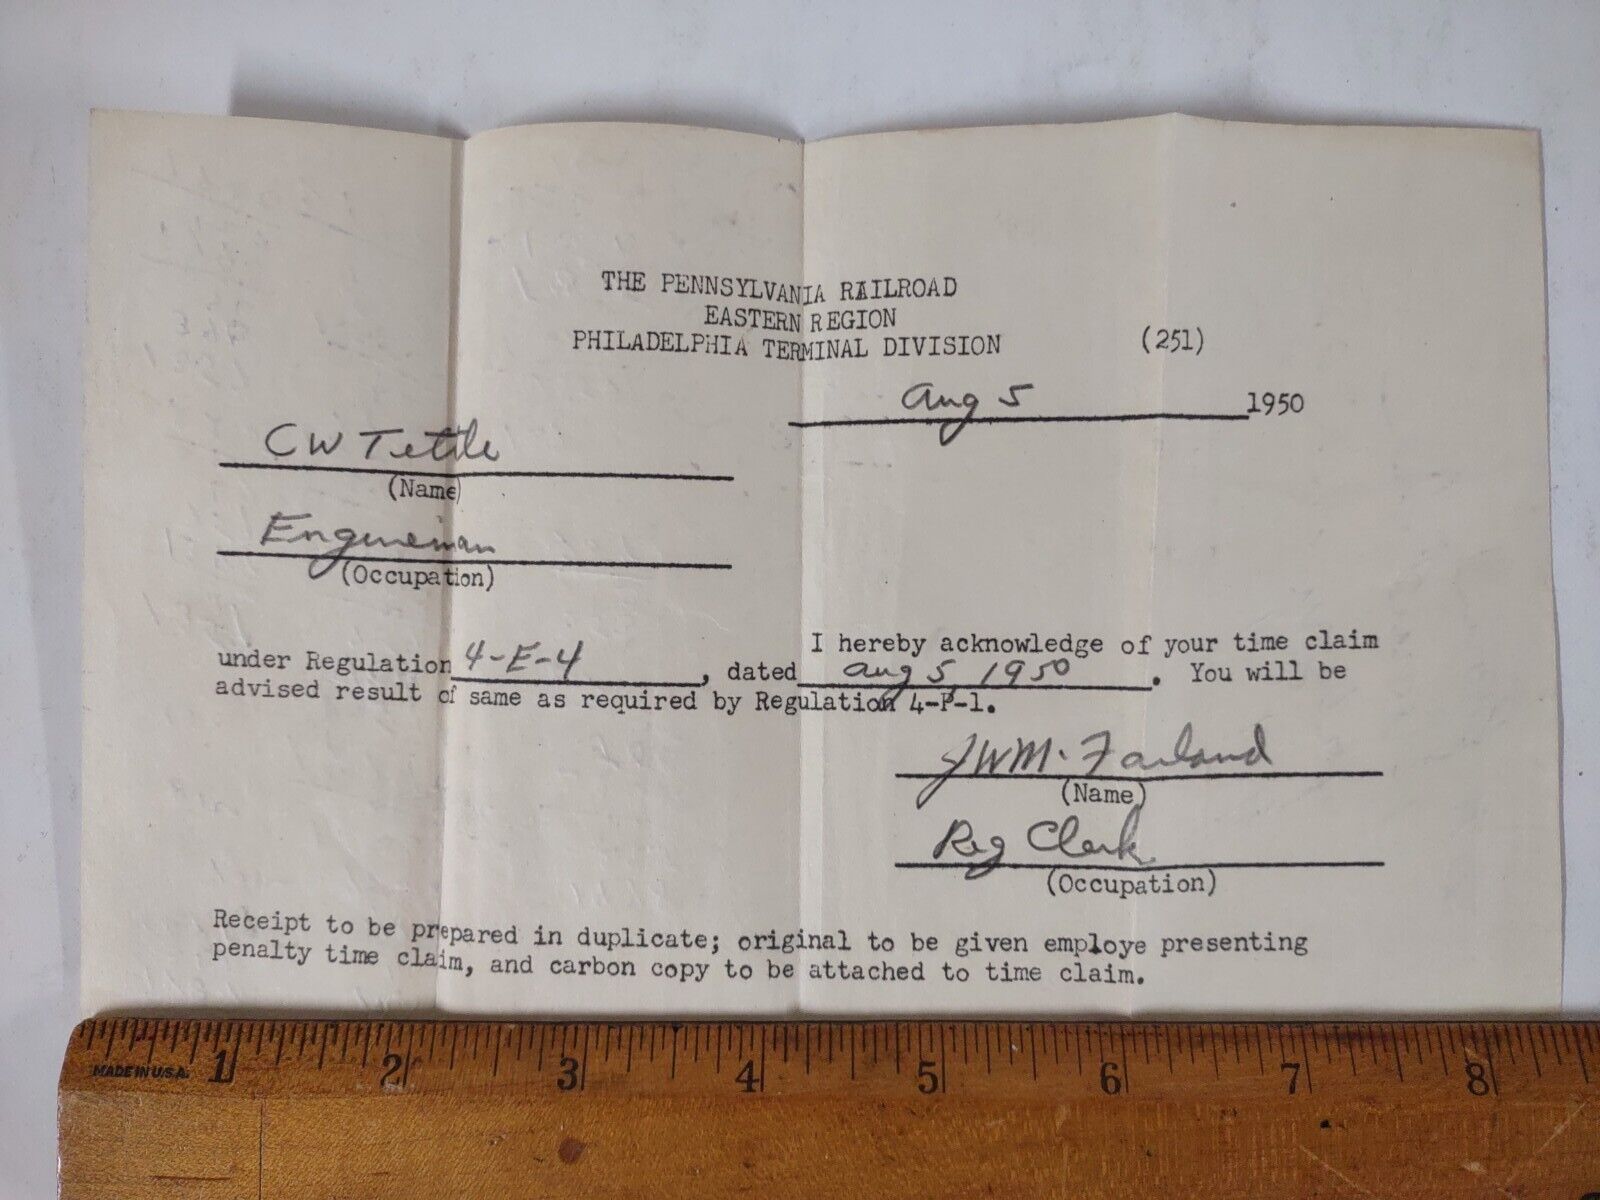 THE PENNSYLVANIA RAILROAD
EASTERN REGION
PHILADELPHIA TERMINAL DIVISION (251)
Aug 5 1950
CW Tettle
(Name)
Engineman
(Occupation)
I hereby acknowledge of your time claim
under Regulation 4-E-4, dated Aug 5, 1950. You will be
advised result of same as required by Regulation 4-P-1.
JWM. Farland
(Name)
Reg Clerk
(Occupation)
Receipt to be prepared in duplicate; original to be given employe presenting
penalty time claim, and carbon copy to be attached to time claim.
MADE IN U.S.A. 1 2 3 4 5 6 7 8